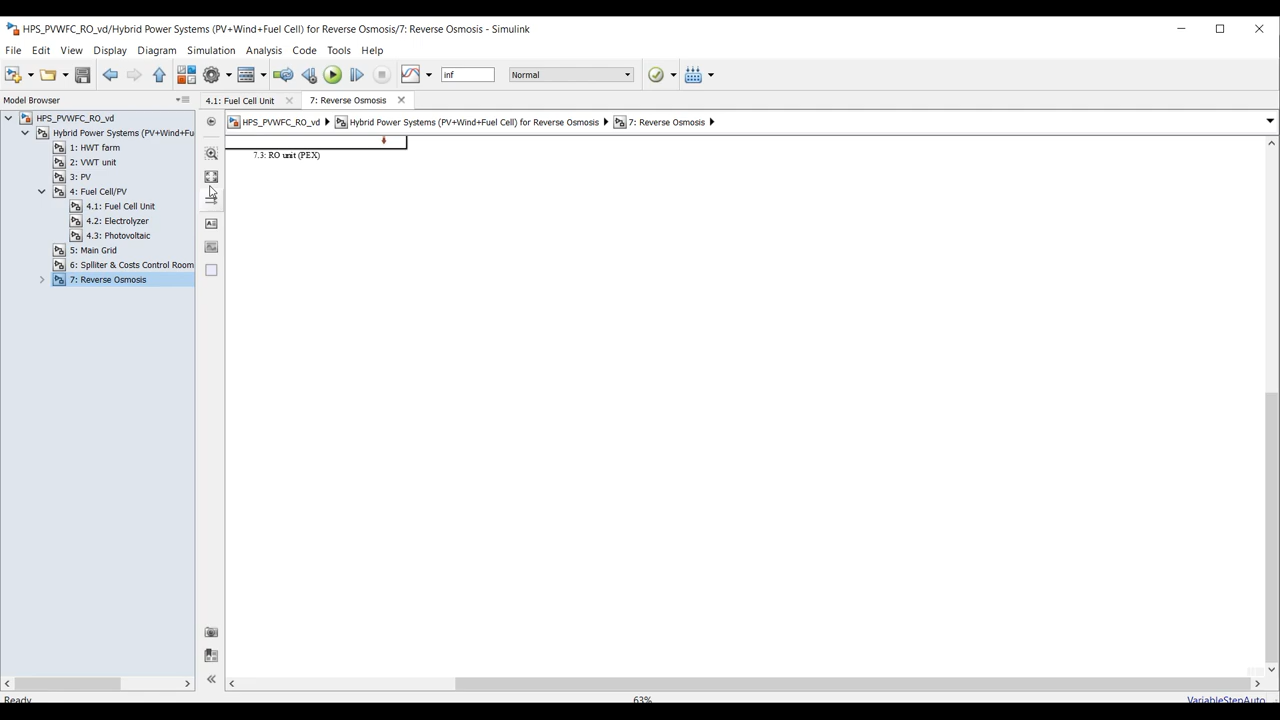 HPS_PVWFC_RO_vd/Hybrid Power Systems (PV+Wind+Fuel Cell) for Reverse Osmosis/7: Reverse Osmosis - Simulink
File Edit View Display Diagram Simulation Analysis Code Tools Help
inf Normal
Model Browser
4.1: Fuel Cell Unit
7: Reverse Osmosis
HPS_PVWFC_RO_vd
Hybrid Power Systems (PV+Wind+Fuel Cell) for Reverse Osmosis
7: Reverse Osmosis
HPS_PVWFC_RO_vd
Hybrid Power Systems (PV+Wind+Fu
1: HWT farm
2: VWT unit
3: PV
4: Fuel Cell/PV
4.1: Fuel Cell Unit
4.2: Electrolyzer
4.3: Photovoltaic
5: Main Grid
6: Splliter & Costs Control Room
7: Reverse Osmosis
7.3: RO unit (PEX)
Ready
63%
VariableStepAuto